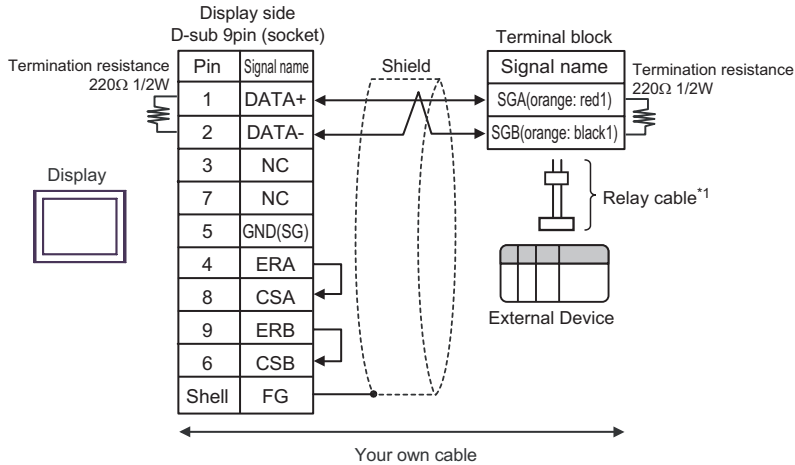 Display side
D-sub 9pin (socket)
Terminal block
Termination resistance
220Ω 1/2W
Pin
Signal name
Shield
Signal name
Termination resistance
220Ω 1/2W
1
DATA+
SGA(orange: red1)
2
DATA-
SGB(orange: black1)
3
NC
Display
7
NC
Relay cable*1
5
GND(SG)
4
ERA
8
CSA
External Device
9
ERB
6
CSB
Shell
FG
Your own cable